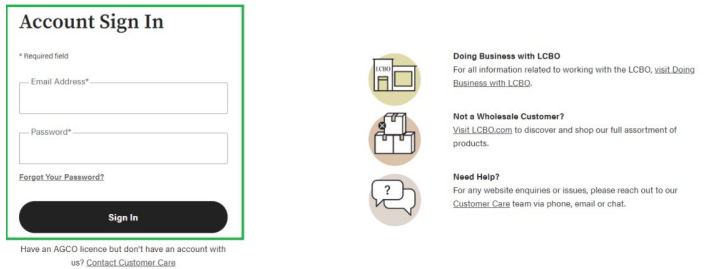 Account Sign In
* Required field
Email Address*
Password*
Forgot Your Password?
Sign In
Have an AGCO licence but don't have an account with
us? Contact Customer Care
LCBO
Doing Business with LCBO
For all information related to working with the LCBO, visit Doing
Business with LCBO.
Not a Wholesale Customer?
Visit LCBO.com to discover and shop our full assortment of
products.
?
Need Help?
For any website enquiries or issues, please reach out to our
Customer Care team via phone, email or chat.